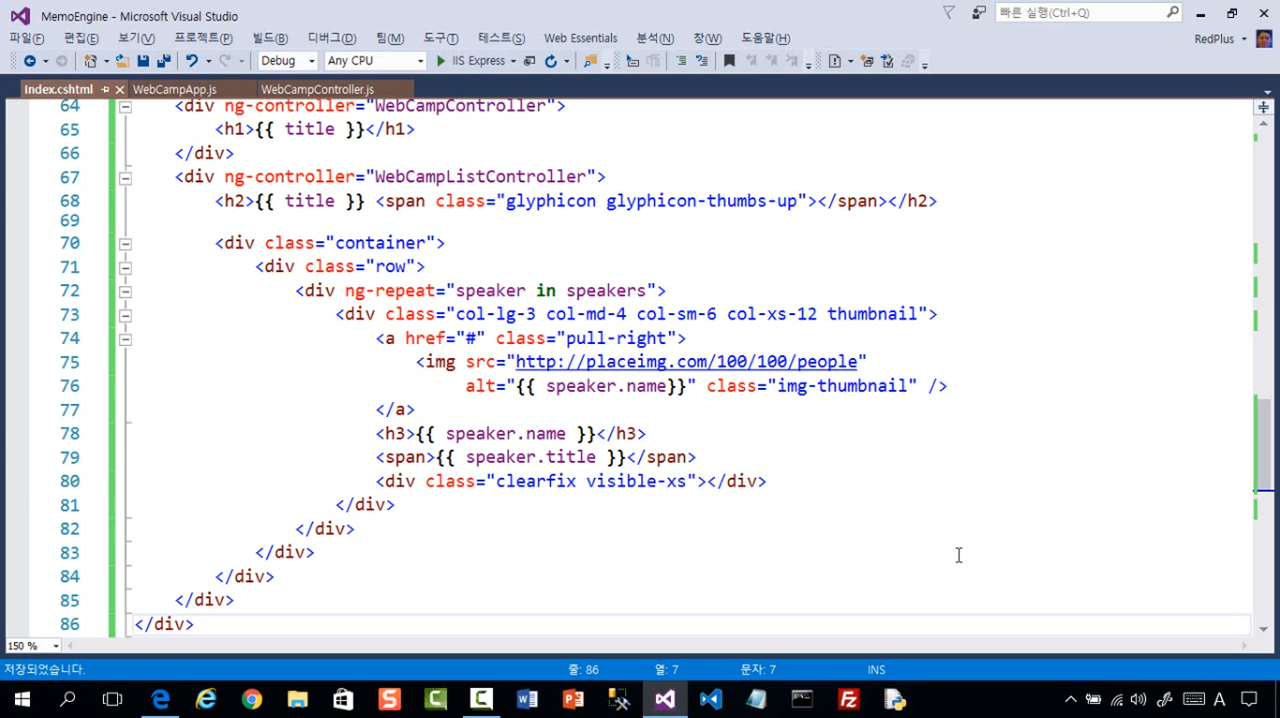 MemoEngine - Microsoft Visual Studio
빠른 실행(Ctrl+Q)
파일(F) 편집(E) 보기(V) 프로젝트(P) 빌드(B) 디버그(D) 팀(M) 도구(T) 테스트(S) Web Essentials 분석(N) 창(W) 도움말(H)
RedPlus
Debug Any CPU IIS Express
Index.cshtml WebCampApp.js WebCampController.js
64 <div ng-controller="WebCampController">
65 <h1>{{ title }}</h1>
66 </div>
67 <div ng-controller="WebCampListController">
68 <h2>{{ title }} <span class="glyphicon glyphicon-thumbs-up"></span></h2>
69
70 <div class="container">
71 <div class="row">
72 <div ng-repeat="speaker in speakers">
73 <div class="col-lg-3 col-md-4 col-sm-6 col-xs-12 thumbnail">
74 <a href="#" class="pull-right">
75 <img src="http://placeimg.com/100/100/people"
76 alt="{{ speaker.name}}" class="img-thumbnail" />
77 </a>
78 <h3>{{ speaker.name }}</h3>
79 <span>{{ speaker.title }}</span>
80 <div class="clearfix visible-xs"></div>
81 </div>
82 </div>
83 </div>
84 </div>
85 </div>
86 </div>
150 %
저장되었습니다. 줄: 86 열: 7 문자: 7 INS
A